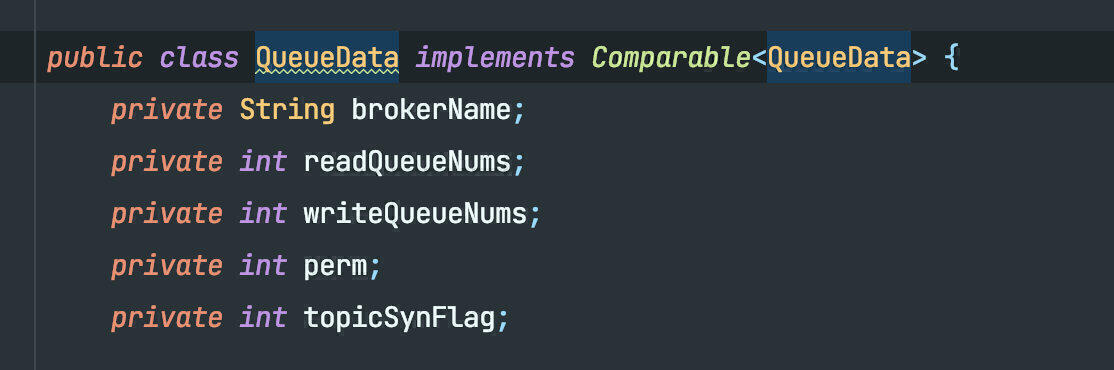 public class QueueData implements Comparable<QueueData> {
private String brokerName;
private int readQueueNums;
private int writeQueueNums;
private int perm;
private int topicSynFlag;